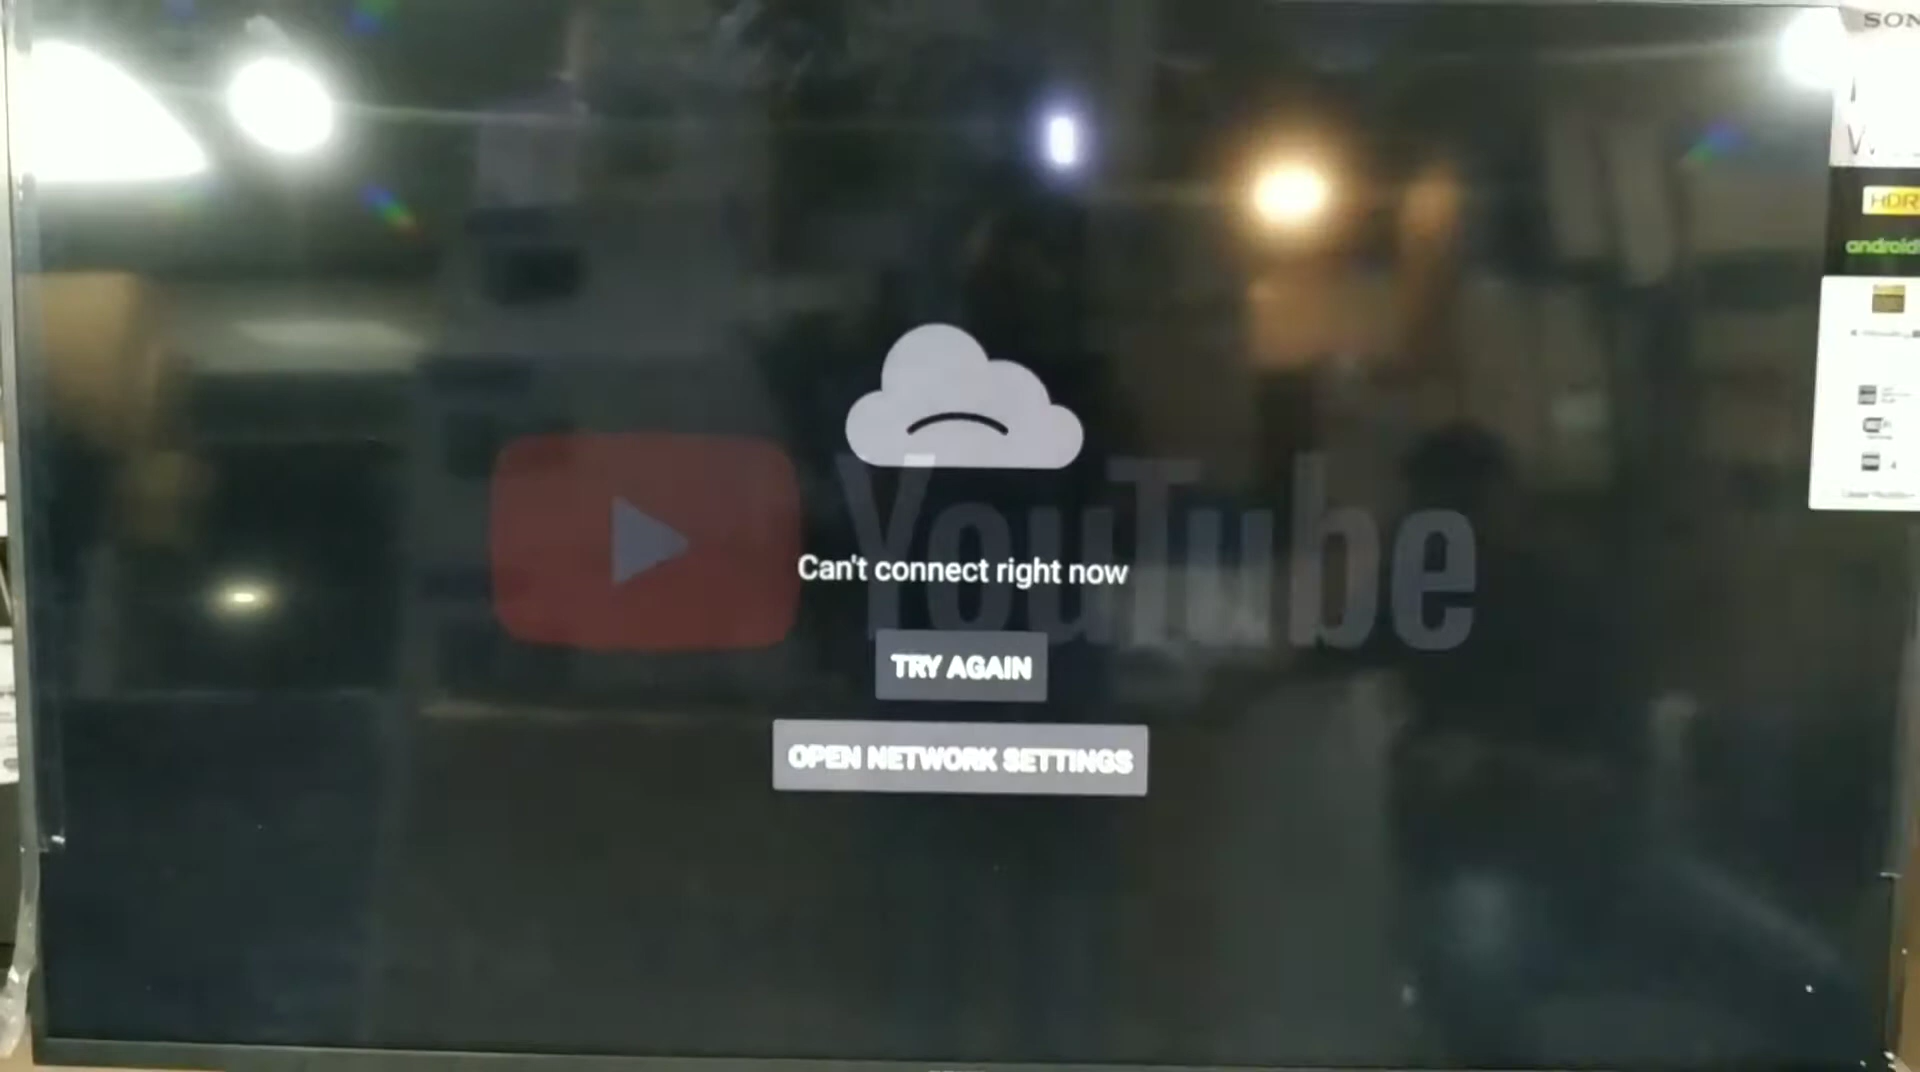 SON
HDR
android
YouTube
Can't connect right now
TRY AGAIN
OPEN NETWORK SETTINGS